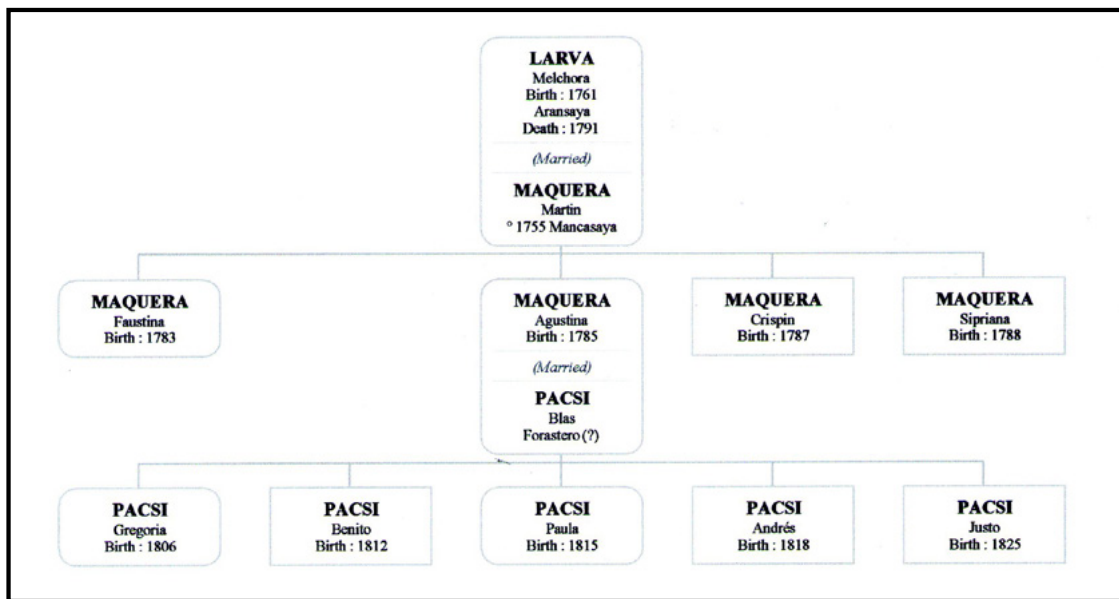 LARVA
Melchora
Birth : 1761
Aransaya
Death : 1791
(Married)
MAQUERA
Martin
° 1755 Mancasaya
MAQUERA
Faustina
Birth : 1783
MAQUERA
Agustina
Birth : 1785
(Married)
PACSI
Blas
Forastero (?)
MAQUERA
Crispin
Birth : 1787
MAQUERA
Sipriana
Birth : 1788
PACSI
Gregoria
Birth : 1806
PACSI
Benito
Birth : 1812
PACSI
Paula
Birth : 1815
PACSI
Andrés
Birth : 1818
PACSI
Justo
Birth : 1825